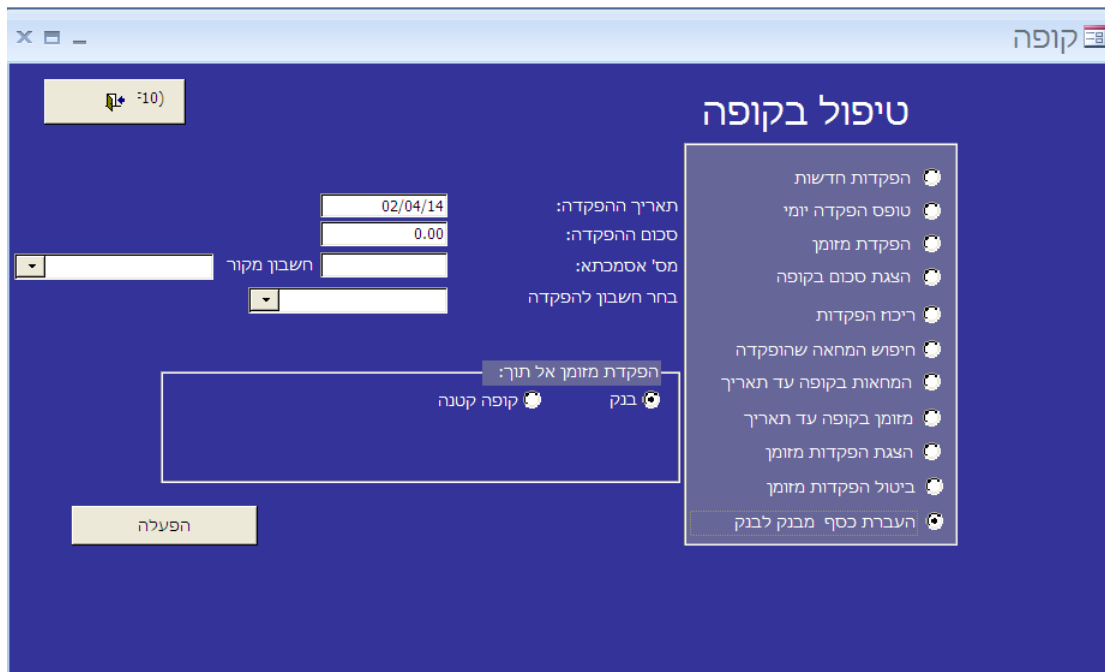 קופה
טיפול בקופה
הפקדות חדשות
טופס הפקדה יומי
הפקדת מזומן
הצגת סכום בקופה
ריכוז הפקדות
חיפוש המחאה שהופקדה
המחאות בקופה עד תאריך
מזומן בקופה עד תאריך
הצגת הפקדות מזומן
ביטול הפקדות מזומן
העברת כסף מבנק לבנק
תאריך ההפקדה: 02/04/14
סכום ההפקדה: 0.00
מס' אסמכתא: חשבון מקור
בחר חשבון להפקדה
הפקדת מזומן אל תוך:
בנק קופה קטנה
הפעלה